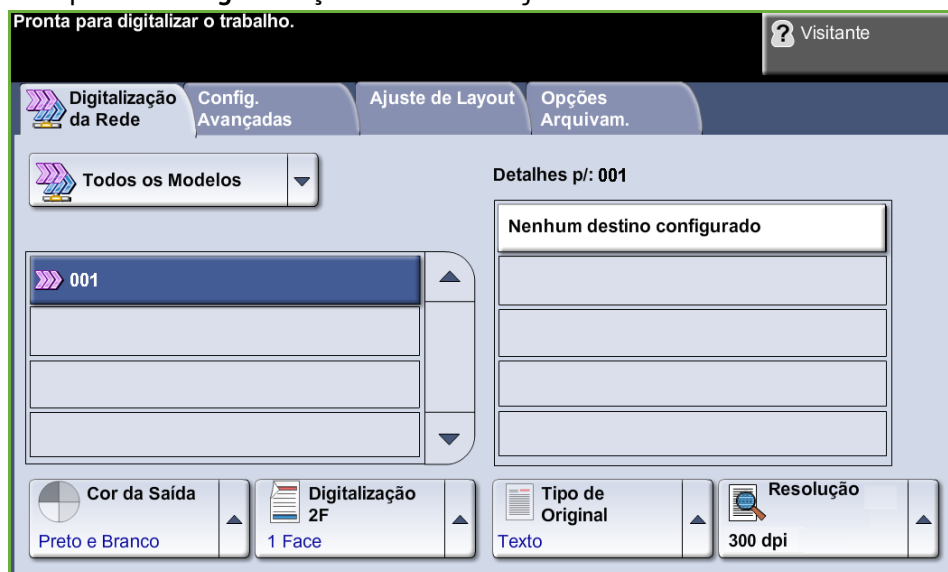 Pronta para digitalizar o trabalho.
? Visitante
Digitalização
da Rede
Config.
Avançadas
Ajuste de Layout
Opções
Arquivam.
Todos os Modelos
Detalhes p/: 001
Nenhum destino configurado
001
Cor da Saída
Preto e Branco
Digitalização
2F
1 Face
Tipo de
Original
Texto
Resolução
300 dpi